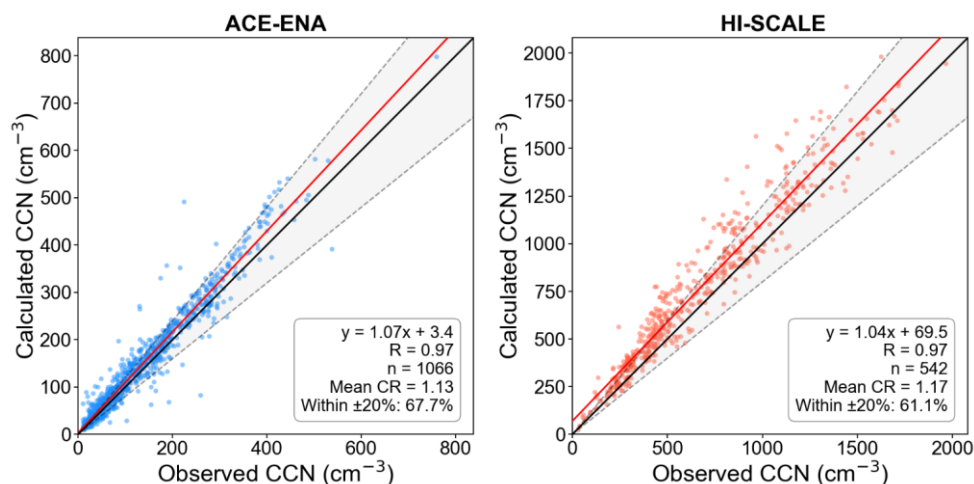 ACE-ENA
800
700
600
500
400
300
200
100
0
Calculated CCN (cm⁻³)
0 200 400 600 800
Observed CCN (cm⁻³)
y = 1.07x + 3.4
R = 0.97
n = 1066
Mean CR = 1.13
Within ±20%: 67.7%
HI-SCALE
2000
1750
1500
1250
1000
750
500
250
0
Calculated CCN (cm⁻³)
0 500 1000 1500 2000
Observed CCN (cm⁻³)
y = 1.04x + 69.5
R = 0.97
n = 542
Mean CR = 1.17
Within ±20%: 61.1%